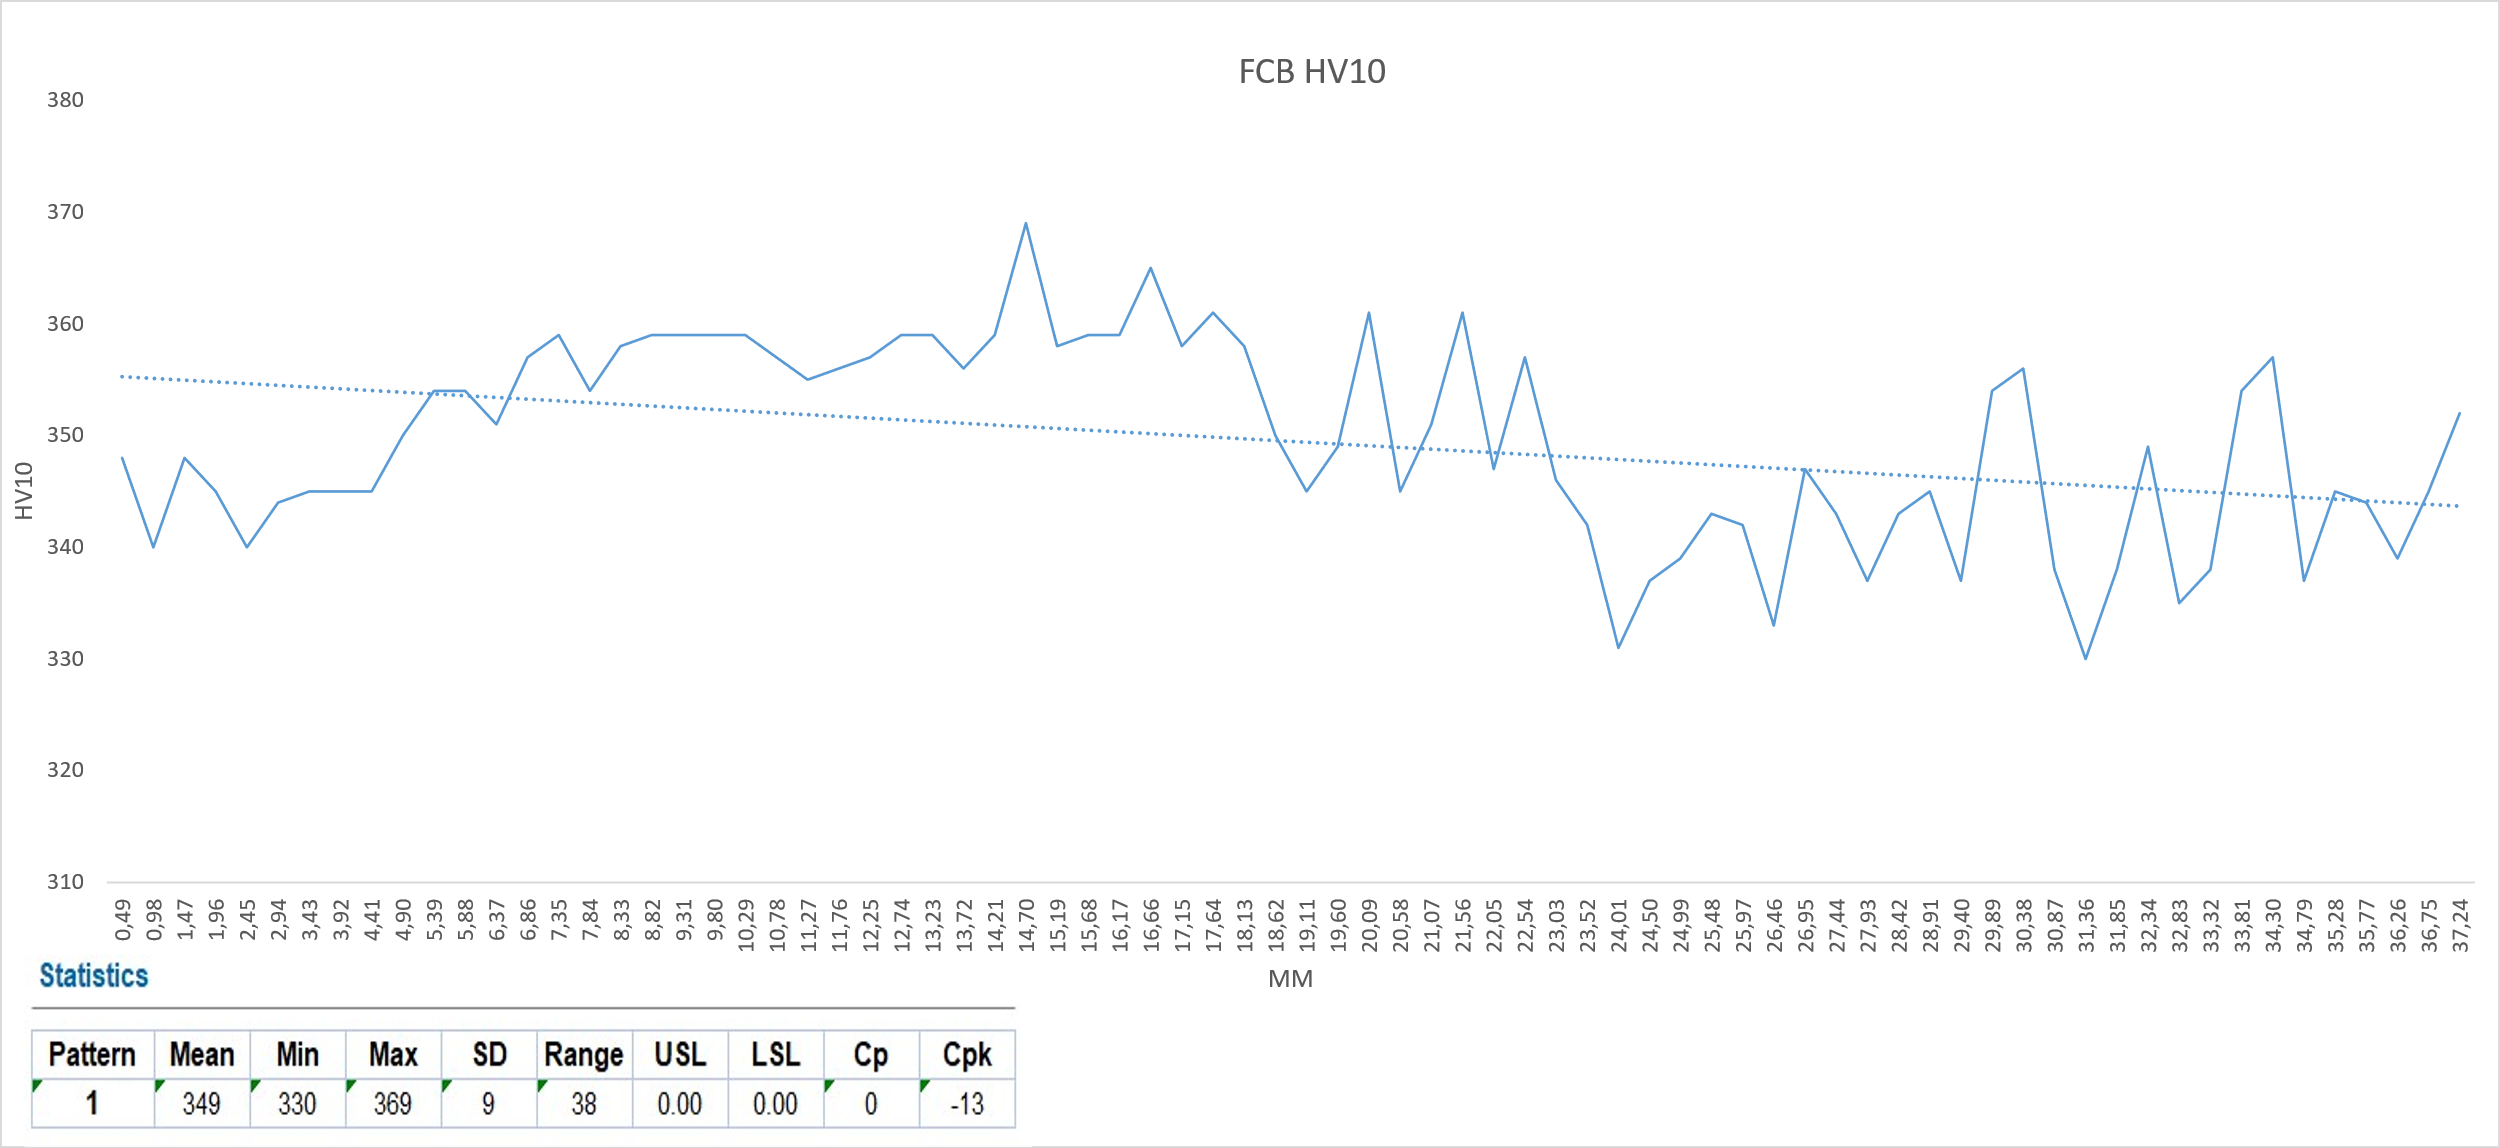 FCB HV10
380
370
360
350
340
330
320
310
HV10
0,49 0,98 1,47 1,96 2,45 2,94 3,43 3,92 4,41 4,90 5,39 5,88 6,37 6,86 7,35 7,84 8,33 8,82 9,31 9,80 10,29 10,78 11,27 11,76 12,25 12,74 13,23 13,72 14,21 14,70 15,19 15,68 16,17 16,66 17,15 17,64 18,13 18,62 19,11 19,60 20,09 20,58 21,07 21,56 22,05 22,54 23,03 23,52 24,01 24,50 24,99 25,48 25,97 26,46 26,95 27,44 27,93 28,42 28,91 29,40 29,89 30,38 30,87 31,36 31,85 32,34 32,83 33,32 33,81 34,30 34,79 35,28 35,77 36,26 36,75 37,24
MM
Statistics
Pattern Mean Min Max SD Range USL LSL Cp Cpk
1 349 330 369 9 38 0.00 0.00 0 -13